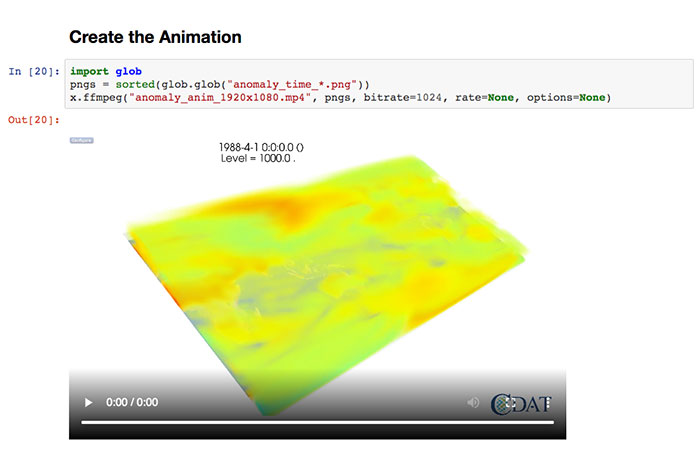 Create the Animation
In [20]: import glob
pngs = sorted(glob.glob("anomaly_time_*.png"))
x.ffmpeg("anomaly_anim_1920x1080.mp4", pngs, bitrate=1024, rate=None, options=None)
Out[20]:
1988-4-1 0:0:0.0 ()
Level = 1000.0 .
0:00 / 0:00
CDAT